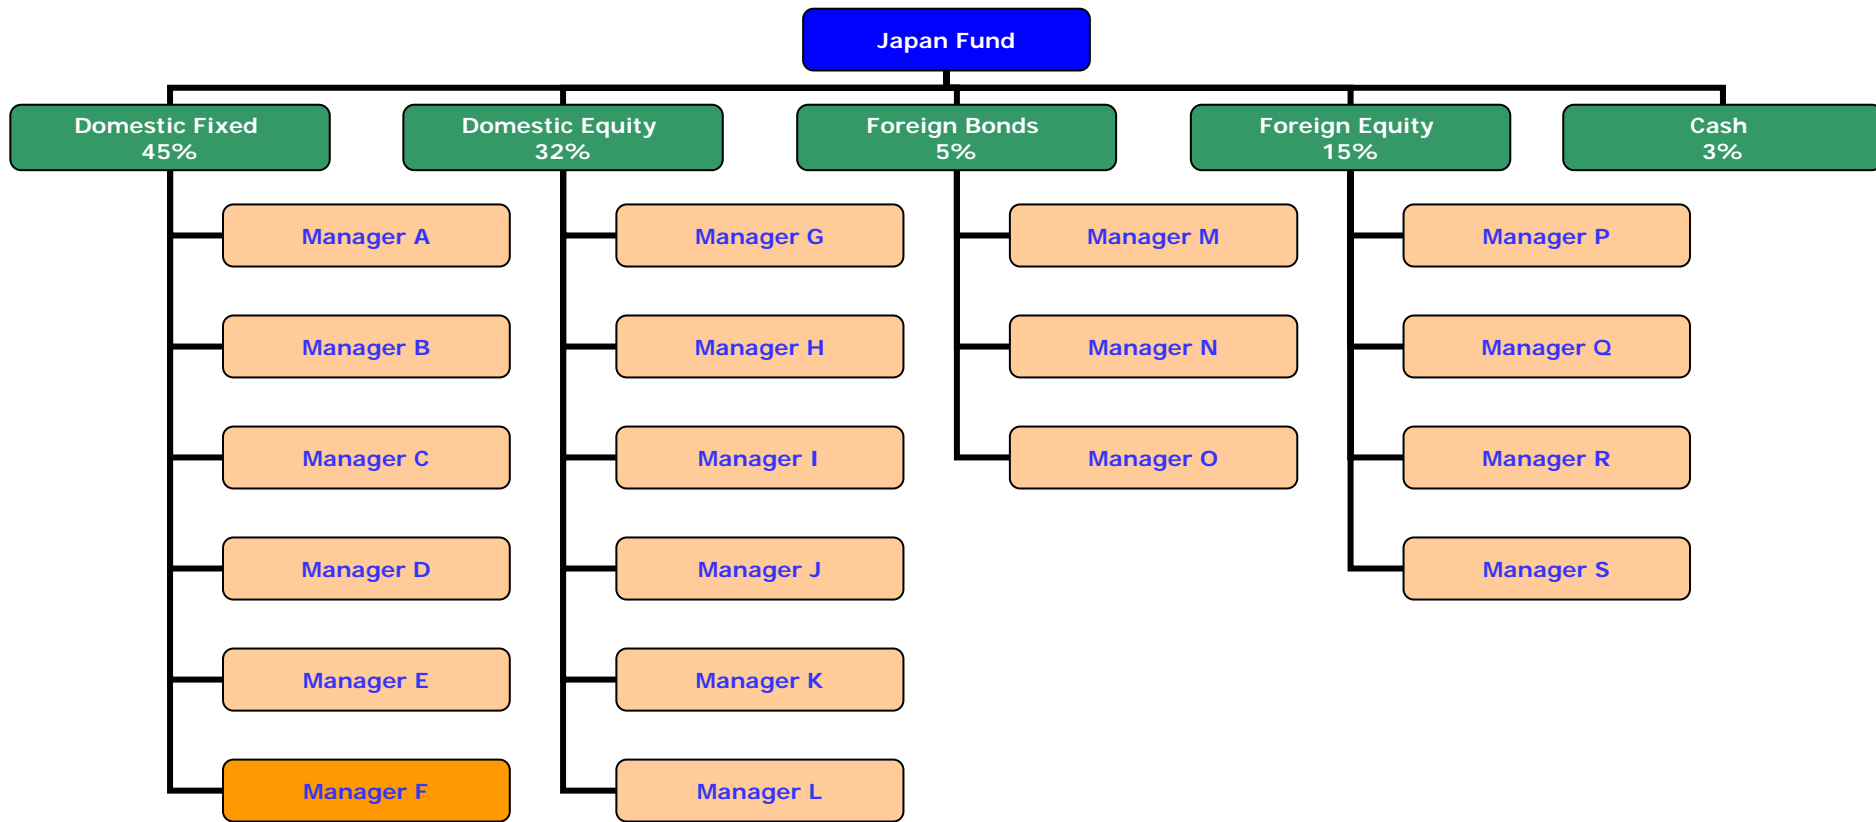 Japan Fund
Domestic Fixed
45%
Domestic Equity
32%
Foreign Bonds
5%
Foreign Equity
15%
Cash
3%
Manager A
Manager G
Manager M
Manager P
Manager B
Manager H
Manager N
Manager Q
Manager C
Manager I
Manager O
Manager R
Manager D
Manager J
Manager S
Manager E
Manager K
Manager F
Manager L